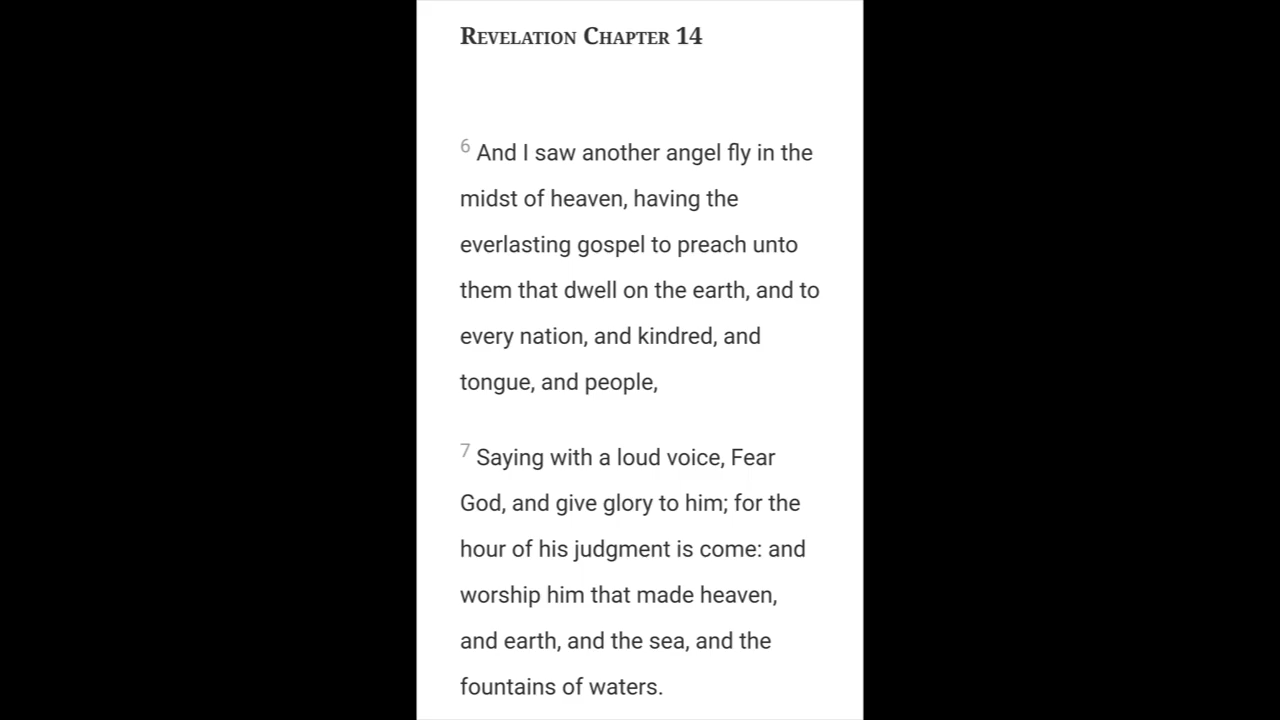 Revelation Chapter 14
6 And I saw another angel fly in the
midst of heaven, having the
everlasting gospel to preach unto
them that dwell on the earth, and to
every nation, and kindred, and
tongue, and people,
7 Saying with a loud voice, Fear
God, and give glory to him; for the
hour of his judgment is come: and
worship him that made heaven,
and earth, and the sea, and the
fountains of waters.